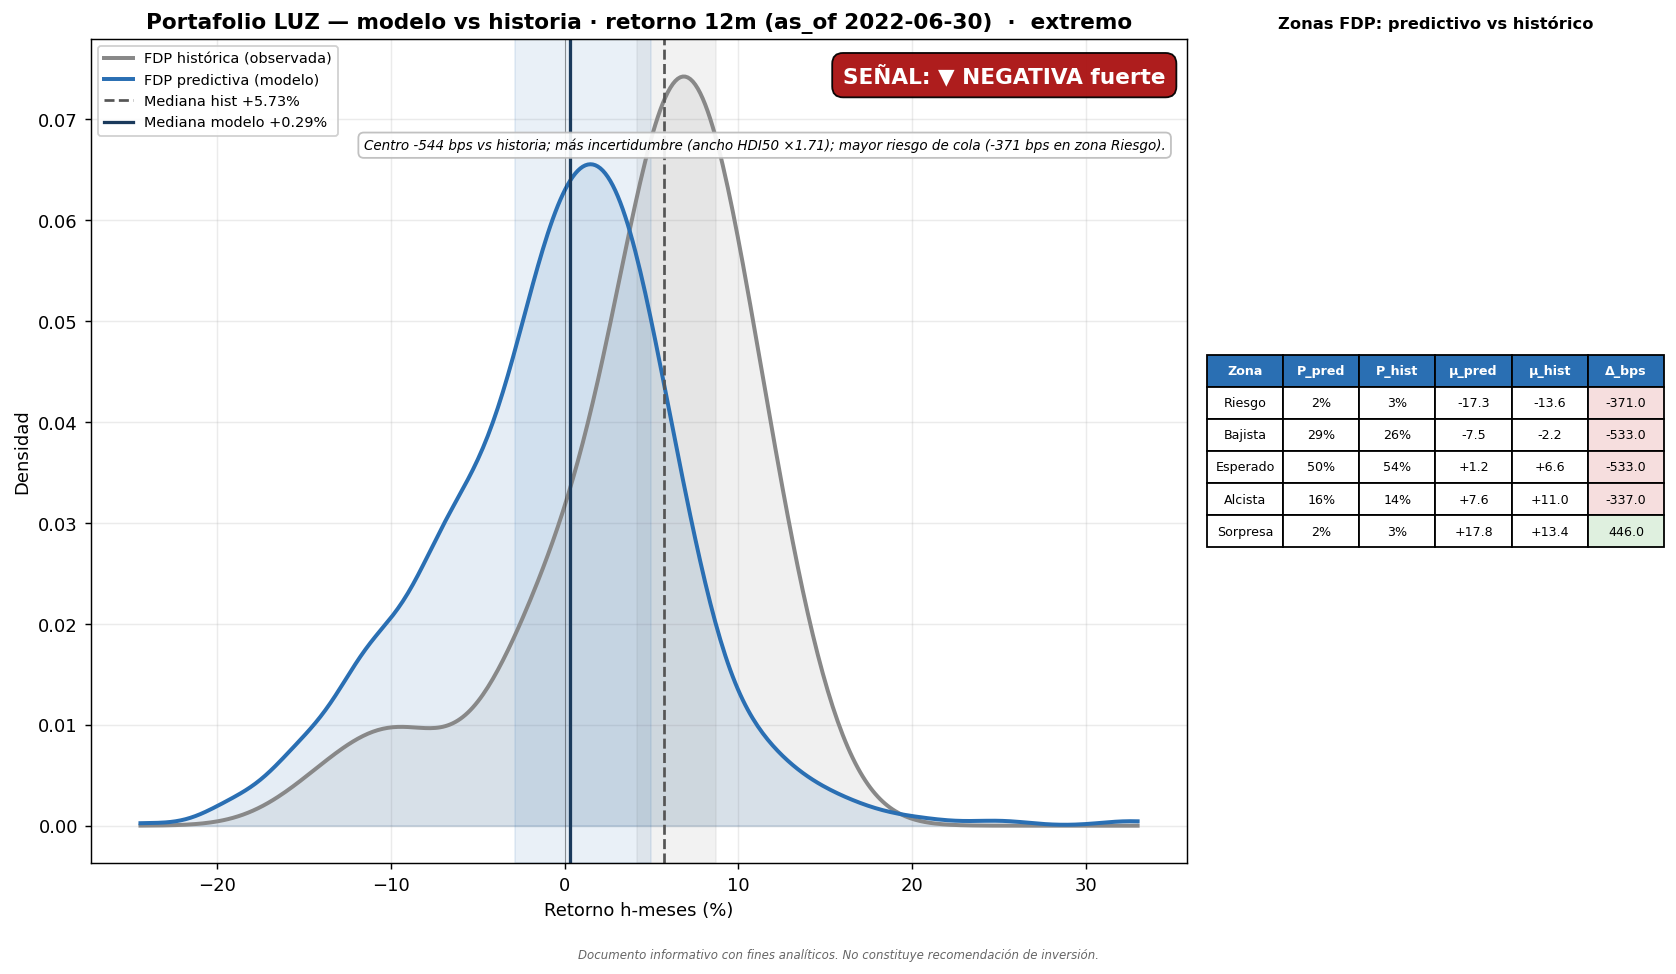 Portafolio LUZ — modelo vs historia · retorno 12m (as_of 2022-06-30) · extremo
Zonas FDP: predictivo vs histórico
FDP histórica (observada)
FDP predictiva (modelo)
Mediana hist +5.73%
Mediana modelo +0.29%
SEÑAL: ▼ NEGATIVA fuerte
Centro -544 bps vs historia; más incertidumbre (ancho HDI50 ×1.71); mayor riesgo de cola (-371 bps en zona Riesgo).
Densidad
0.07
0.06
0.05
0.04
0.03
0.02
0.01
0.00
−20 −10 0 10 20 30
Retorno h-meses (%)
Zona P_pred P_hist μ_pred μ_hist Δ_bps
Riesgo 2% 3% -17.3 -13.6 -371.0
Bajista 29% 26% -7.5 -2.2 -533.0
Esperado 50% 54% +1.2 +6.6 -533.0
Alcista 16% 14% +7.6 +11.0 -337.0
Sorpresa 2% 3% +17.8 +13.4 446.0
Documento informativo con fines analíticos. No constituye recomendación de inversión.